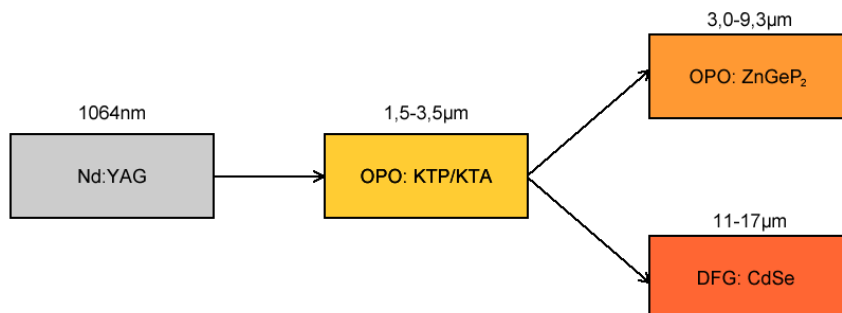 1064nm
Nd:YAG
1,5-3,5µm
OPO: KTP/KTA
3,0-9,3µm
OPO: ZnGeP₂
11-17µm
DFG: CdSe